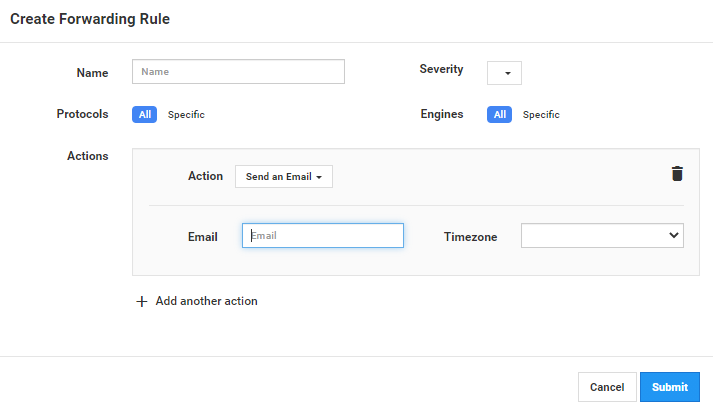 Create Forwarding Rule
Name Name Severity
Protocols All Specific Engines All Specific
Actions
Action Send an Email
Email Email Timezone
Add another action
Cancel Submit